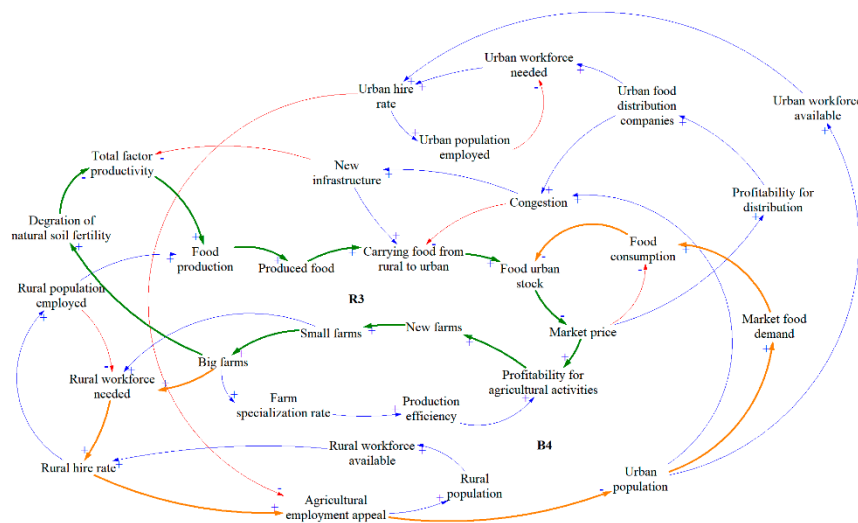 Urban workforce
needed
Urban hire
rate
Urban food
distribution
companies
Urban workforce
available
Urban population
employed
Total factor
productivity
New
infrastructure
Congestion
Profitability for
distribution
Degration of
natural soil fertility
Food
production
Produced food
Carrying food from
rural to urban
Food urban
stock
Food
consumption
Rural population
employed
R3
Small farms
New farms
Market price
Market food
demand
Big farms
Rural workforce
needed
Farm
specialization rate
Production
efficiency
Profitability for
agricultural activities
B4
Rural hire rate
Rural workforce
available
Rural
population
Urban
population
Agricultural
employment appeal